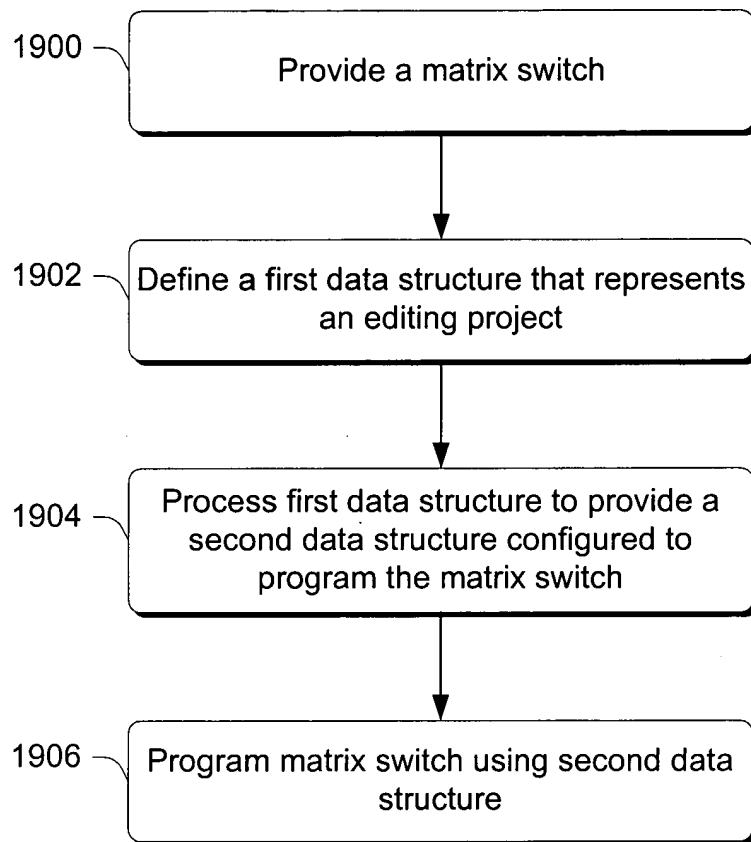 1900
Provide a matrix switch
1902
Define a first data structure that represents
an editing project
1904
Process first data structure to provide a
second data structure configured to
program the matrix switch
1906
Program matrix switch using second data
structure